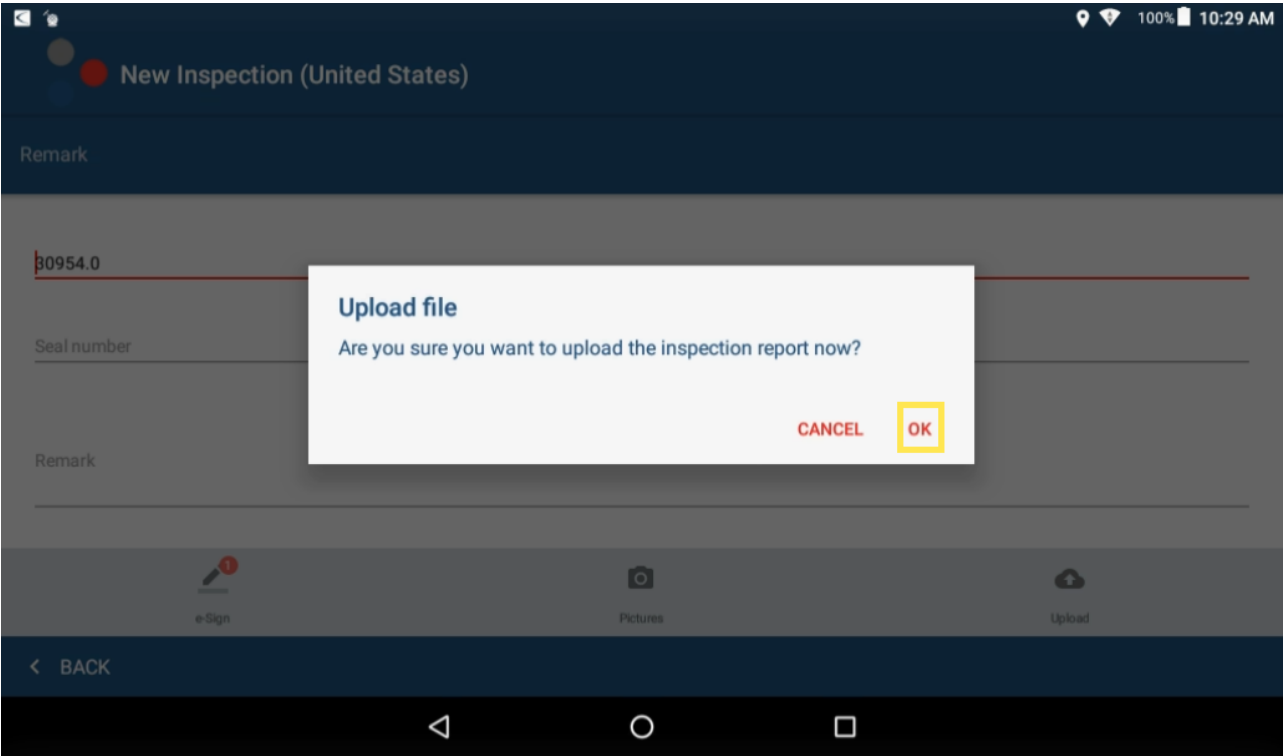 100% 10:29 AM
New Inspection (United States)
Remark
30954.0
Upload file
Seal number
Are you sure you want to upload the inspection report now?
CANCEL OK
Remark
1
e-Sign Pictures Upload
BACK